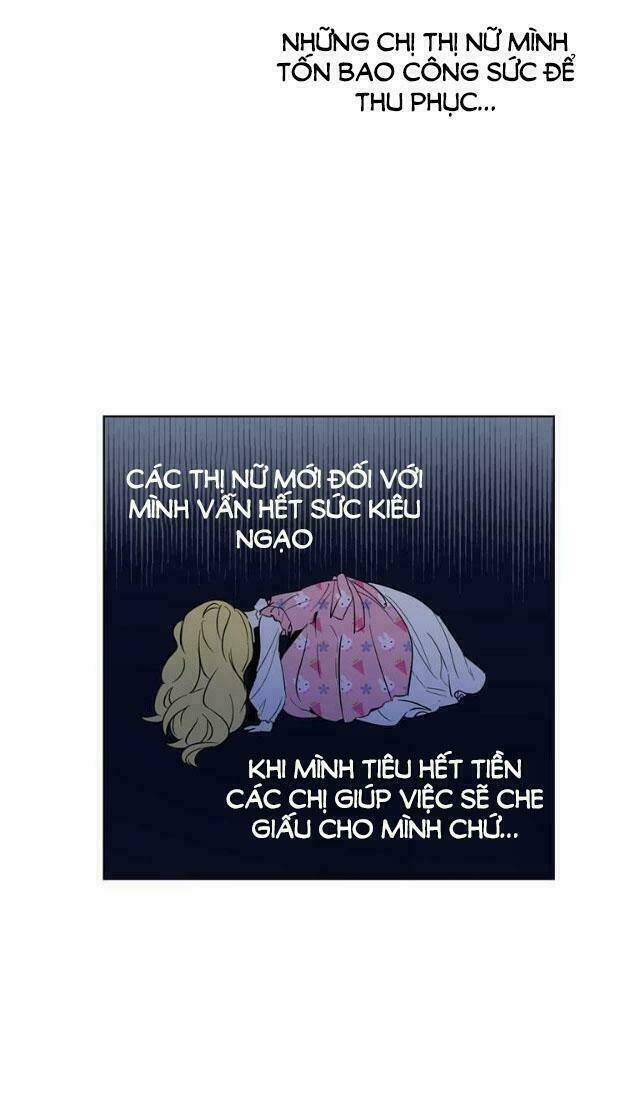 NHỮNG CHỊ THỊ NỮ MÌNH
TỐN BAO CÔNG SỨC ĐỂ
THU PHỤC...
CÁC THỊ NỮ MỚI ĐỐI VỚI
MÌNH VẪN HẾT SỨC KIÊU
NGẠO
KHI MÌNH TIÊU HẾT TIỀN
CÁC CHỊ GIÚP VIỆC SẼ CHE
GIẤU CHO MÌNH CHỨ...